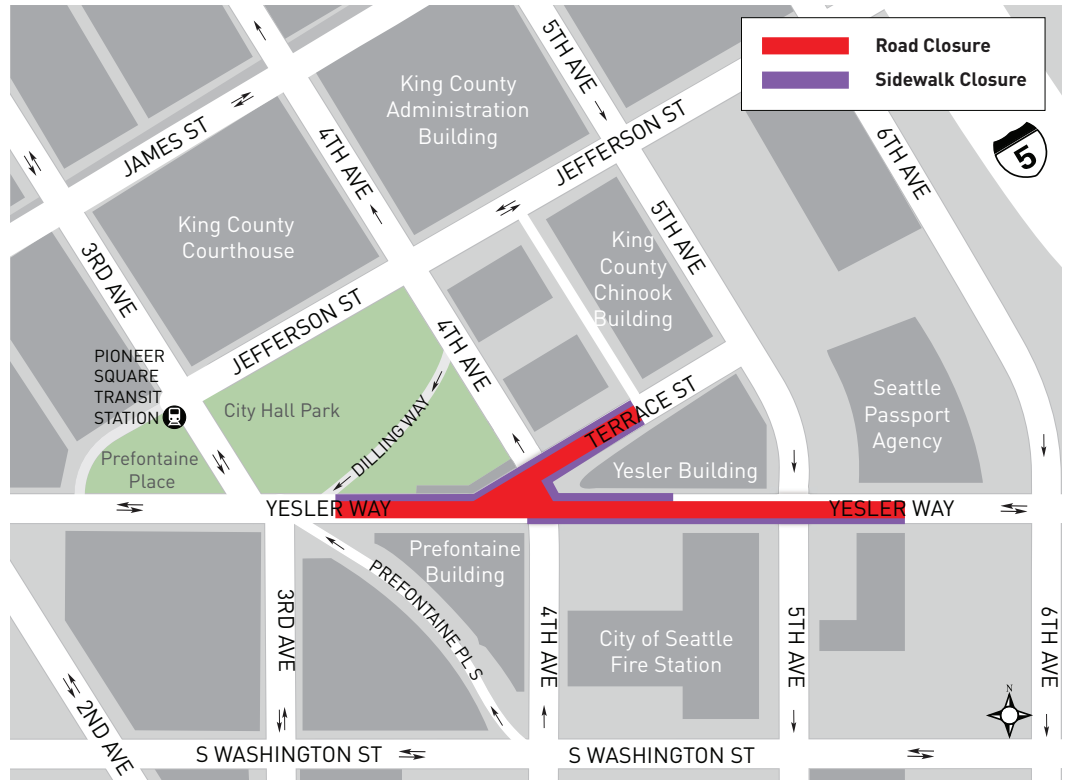 Road Closure
Sidewalk Closure
5TH AVE
King County
Administration
Building
4TH AVE
JAMES ST
JEFFERSON ST
6TH AVE
5
King County
Courthouse
3RD AVE
5TH AVE
King
County
Chinook
Building
JEFFERSON ST
4TH AVE
PIONEER
SQUARE
TRANSIT
STATION
City Hall Park
DILLING WAY
TERRACE ST
Seattle
Passport
Agency
Prefontaine
Place
Yesler Building
YESLER WAY
YESLER WAY
Prefontaine
Building
PREFONTAINE PL S
3RD AVE
4TH AVE
City of Seattle
Fire Station
5TH AVE
6TH AVE
N
2ND AVE
S WASHINGTON ST
S WASHINGTON ST